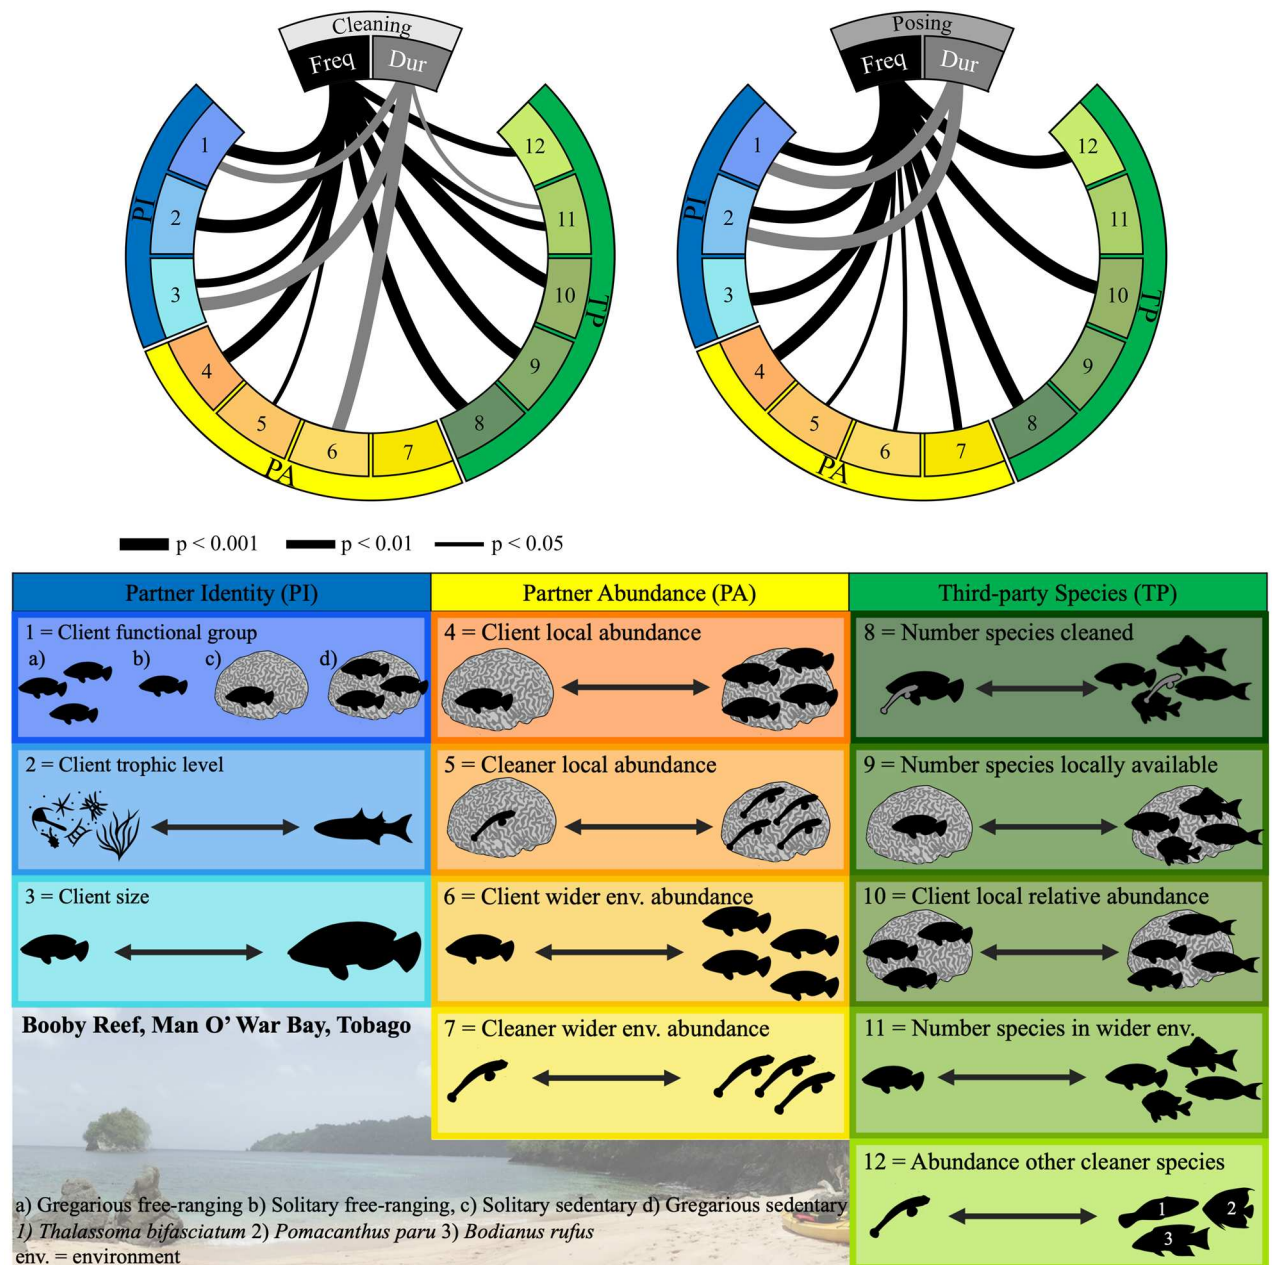 Cleaning
Freq Dur
1
2
3
4
5
6
7
8
9
10
11
12
PI
PA
TP
Posing
Freq Dur
1
2
3
4
5
6
7
8
9
10
11
12
PI
PA
TP
p < 0.001 p < 0.01 p < 0.05
Partner Identity (PI)
1 = Client functional group
a) b) c) d)
2 = Client trophic level
3 = Client size
Booby Reef, Man O’ War Bay, Tobago
Partner Abundance (PA)
4 = Client local abundance
5 = Cleaner local abundance
6 = Client wider env. abundance
7 = Cleaner wider env. abundance
Third-party Species (TP)
8 = Number species cleaned
9 = Number species locally available
10 = Client local relative abundance
11 = Number species in wider env.
12 = Abundance other cleaner species
1 2
3
a) Gregarious free-ranging b) Solitary free-ranging, c) Solitary sedentary d) Gregarious sedentary
1) Thalassoma bifasciatum 2) Pomacanthus paru 3) Bodianus rufus
env. = environment